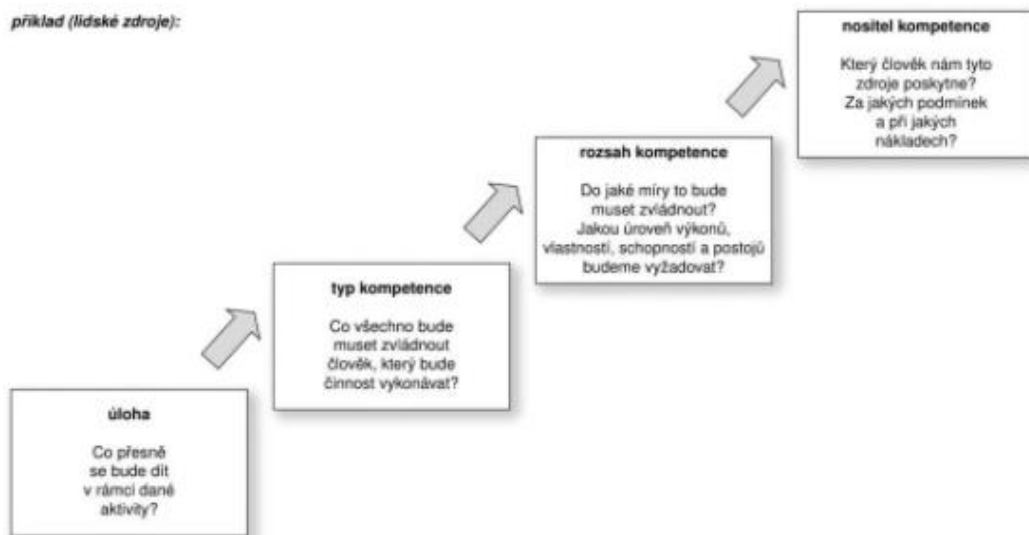 příklad (lidské zdroje):
nositel kompetence
Který člověk nám tyto
zdroje poskytne?
Za jakých podmínek
a při jakých
nákladech?
rozsah kompetence
Do jaké míry to bude
muset zvládnout?
Jakou úroveň výkonů,
vlastností, schopností a postojů
budeme vyžadovat?
typ kompetence
Co všechno bude
muset zvládnout
člověk, který bude
činnost vykonávat?
úloha
Co přesně
se bude dít
v rámci dané
aktivity?